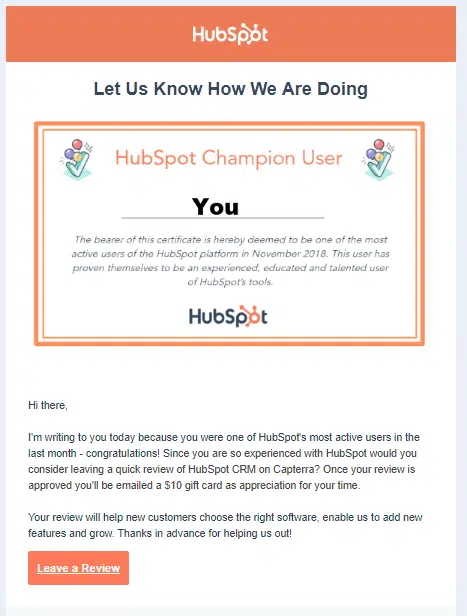 HubSpot
Let Us Know How We Are Doing
HubSpot Champion User
You
The bearer of this certificate is hereby deemed to be one of the most
active users of the HubSpot platform in November 2018. This user has
proven themselves to be an experienced, educated and talented user
of HubSpot's tools.
HubSpot
Hi there,
I'm writing to you today because you were one of HubSpot's most active users in the
last month - congratulations! Since you are so experienced with HubSpot would you
consider leaving a quick review of HubSpot CRM on Capterra? Once your review is
approved you'll be emailed a $10 gift card as appreciation for your time.
Your review will help new customers choose the right software, enable us to add new
features and grow. Thanks in advance for helping us out!
Leave a Review